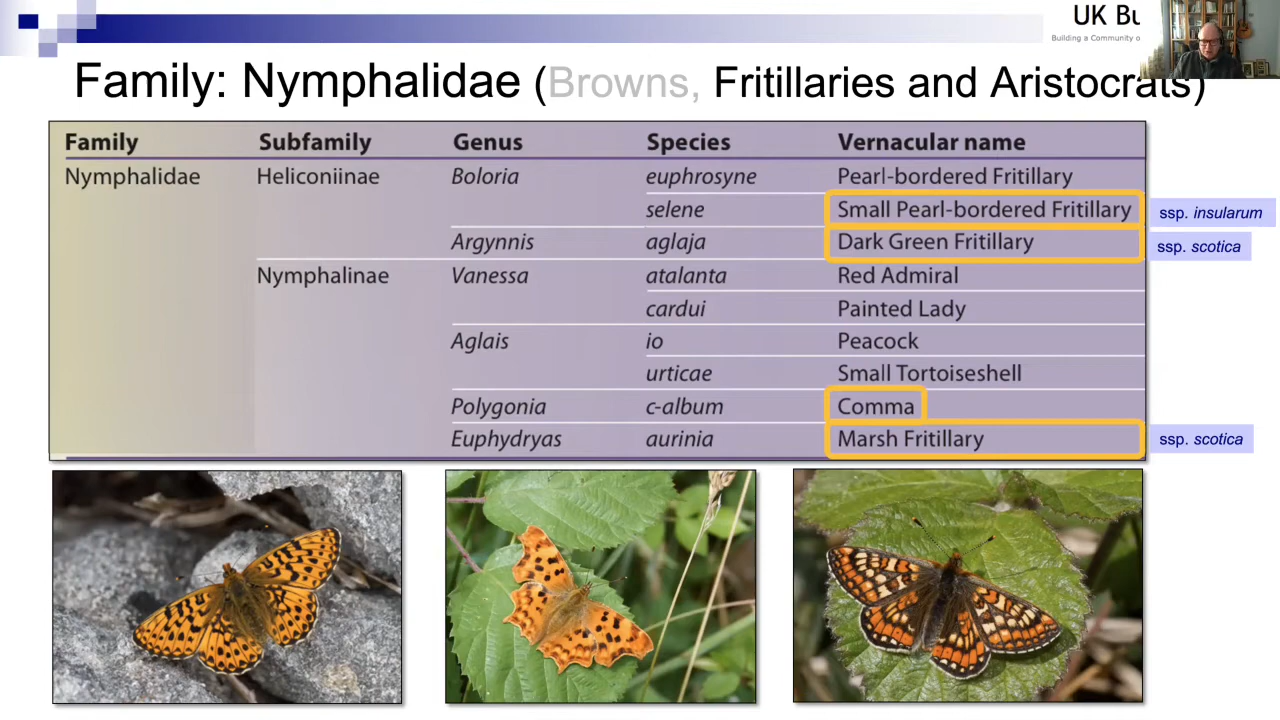 UK Bu
Building a Community o
Family: Nymphalidae (Browns, Fritillaries and Aristocrats)
Family Subfamily Genus Species Vernacular name
Nymphalidae Heliconiinae Boloria euphrosyne Pearl-bordered Fritillary
selene Small Pearl-bordered Fritillary ssp. insularum
Argynnis aglaja Dark Green Fritillary ssp. scotica
Nymphalinae Vanessa atalanta Red Admiral
cardui Painted Lady
Aglais io Peacock
urticae Small Tortoiseshell
Polygonia c-album Comma
Euphydryas aurinia Marsh Fritillary ssp. scotica